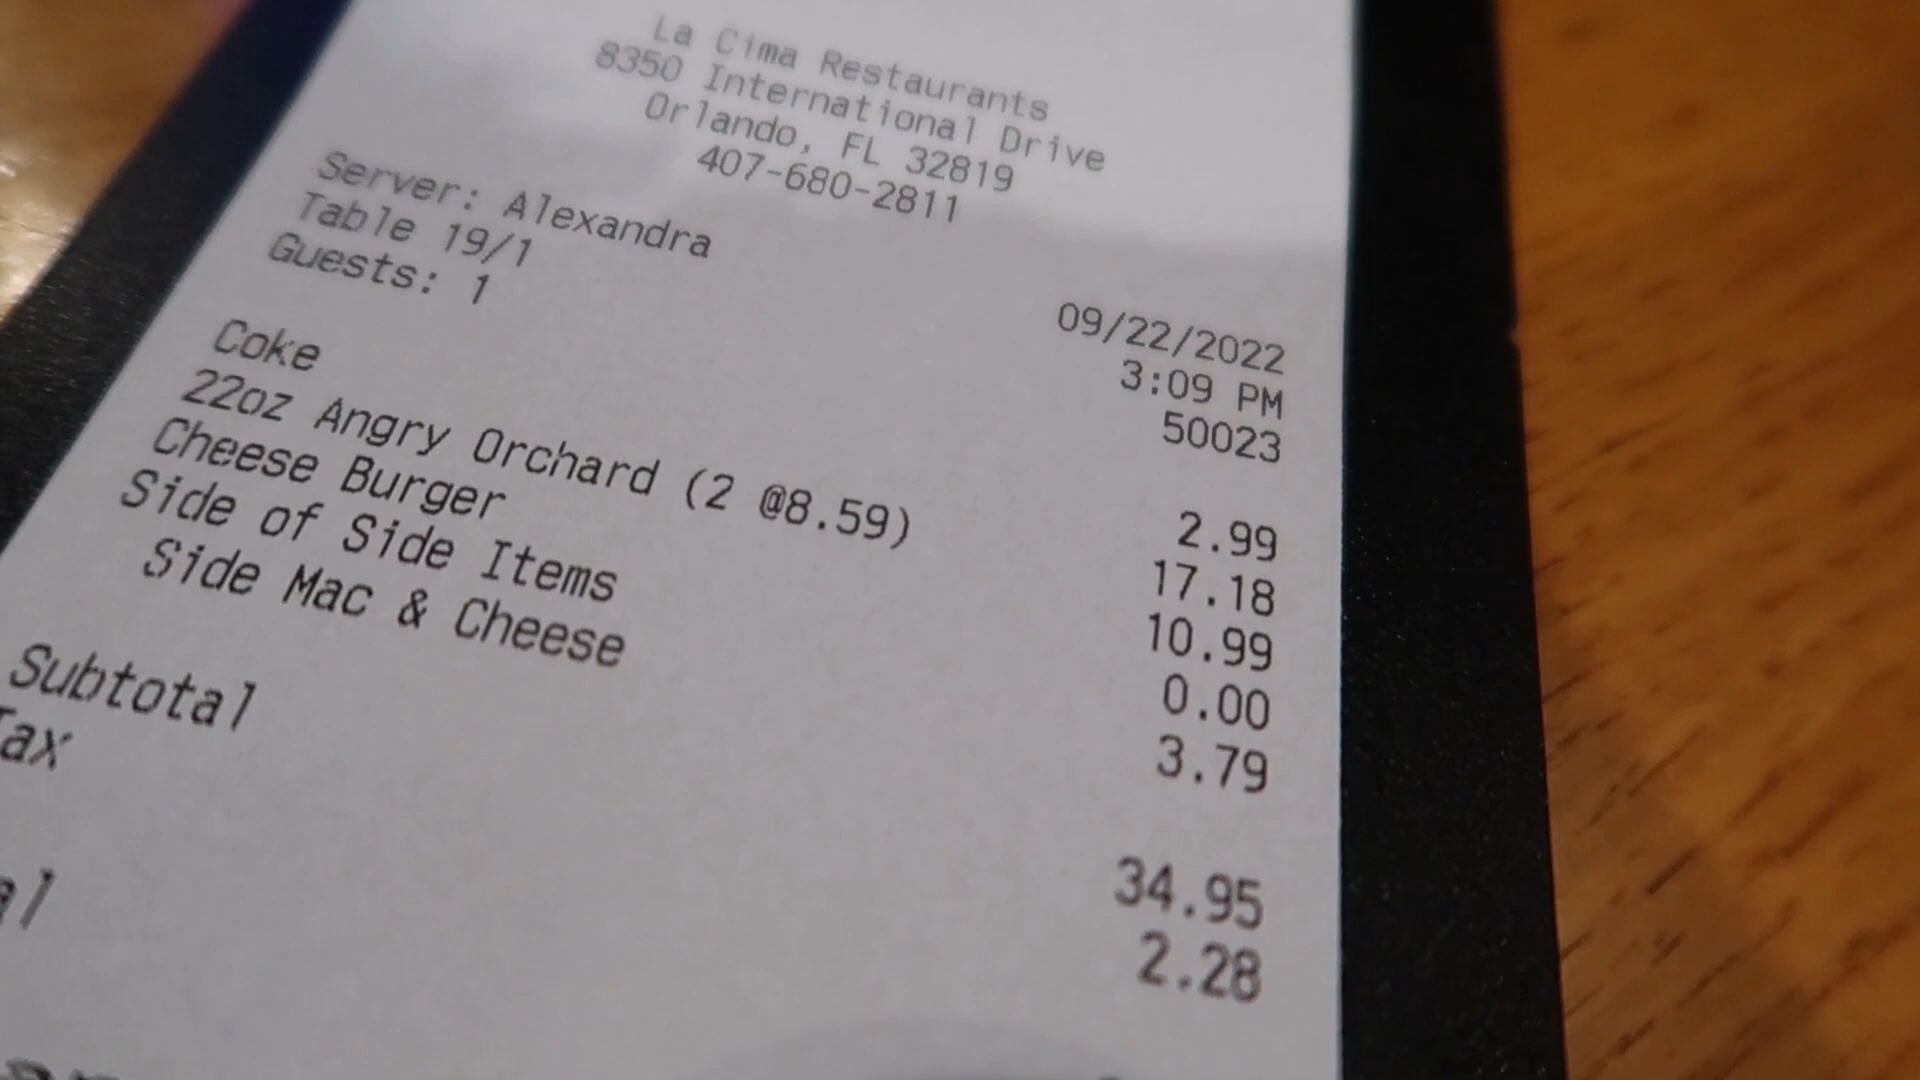 La Cima Restaurants
8350 International Drive
Orlando, FL 32819
407-680-2811
Server: Alexandra
Table 19/1
Guests: 1
09/22/2022
3:09 PM
50023
Coke 2.99
22oz Angry Orchard (2 @8.59) 17.18
Cheese Burger 10.99
Side of Side Items 0.00
Side Mac & Cheese 3.79
Subtotal 34.95
Tax 2.28